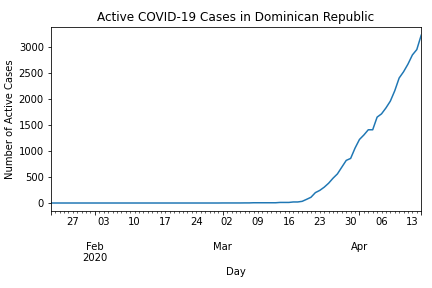 Active COVID-19 Cases in Dominican Republic
Number of Active Cases
3000
2500
2000
1500
1000
500
0
27 03 10 17 24 02 09 16 23 30 06 13
Feb Mar Apr
2020
Day